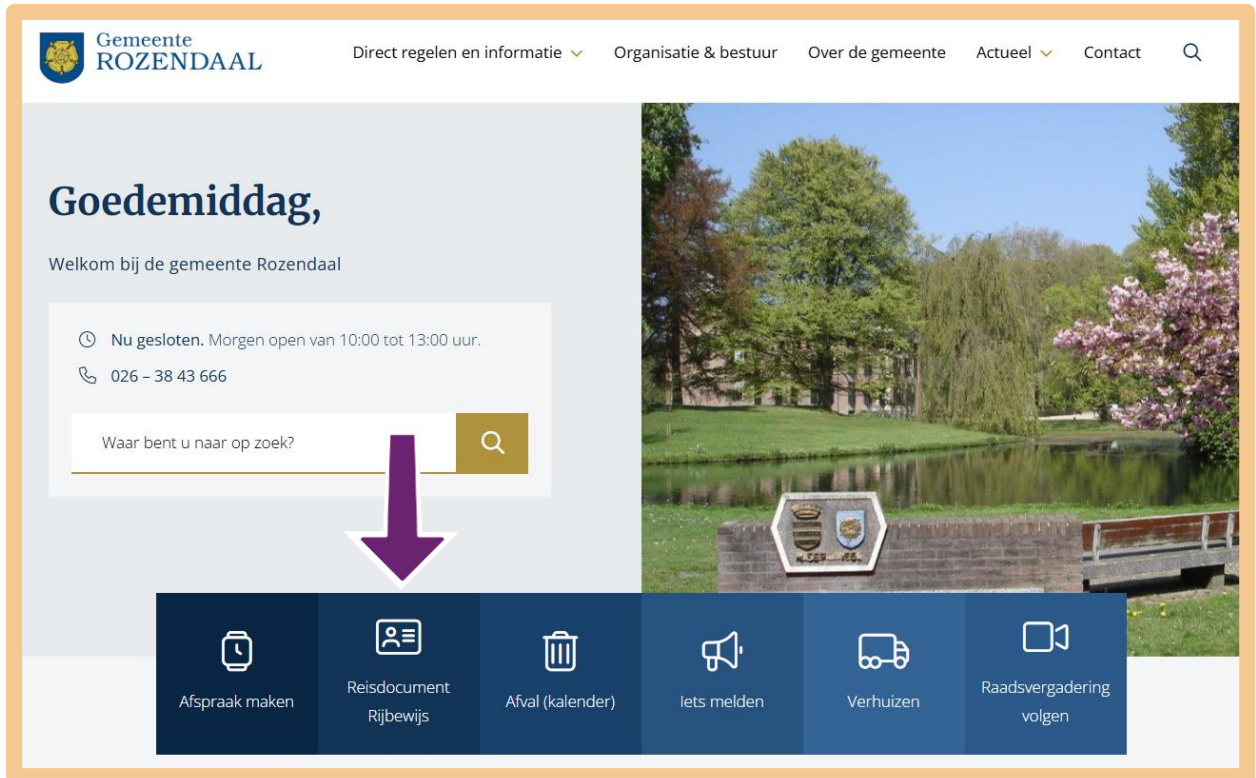 Gemeente
ROZENDAAL
Direct regelen en informatie
Organisatie & bestuur
Over de gemeente
Actueel
Contact
Goedemiddag,
Welkom bij de gemeente Rozendaal
Nu gesloten. Morgen open van 10:00 tot 13:00 uur.
026 – 38 43 666
Waar bent u naar op zoek?
Afspraak maken
Reisdocument
Rijbewijs
Afval (kalender)
Iets melden
Verhuizen
Raadsvergadering
volgen